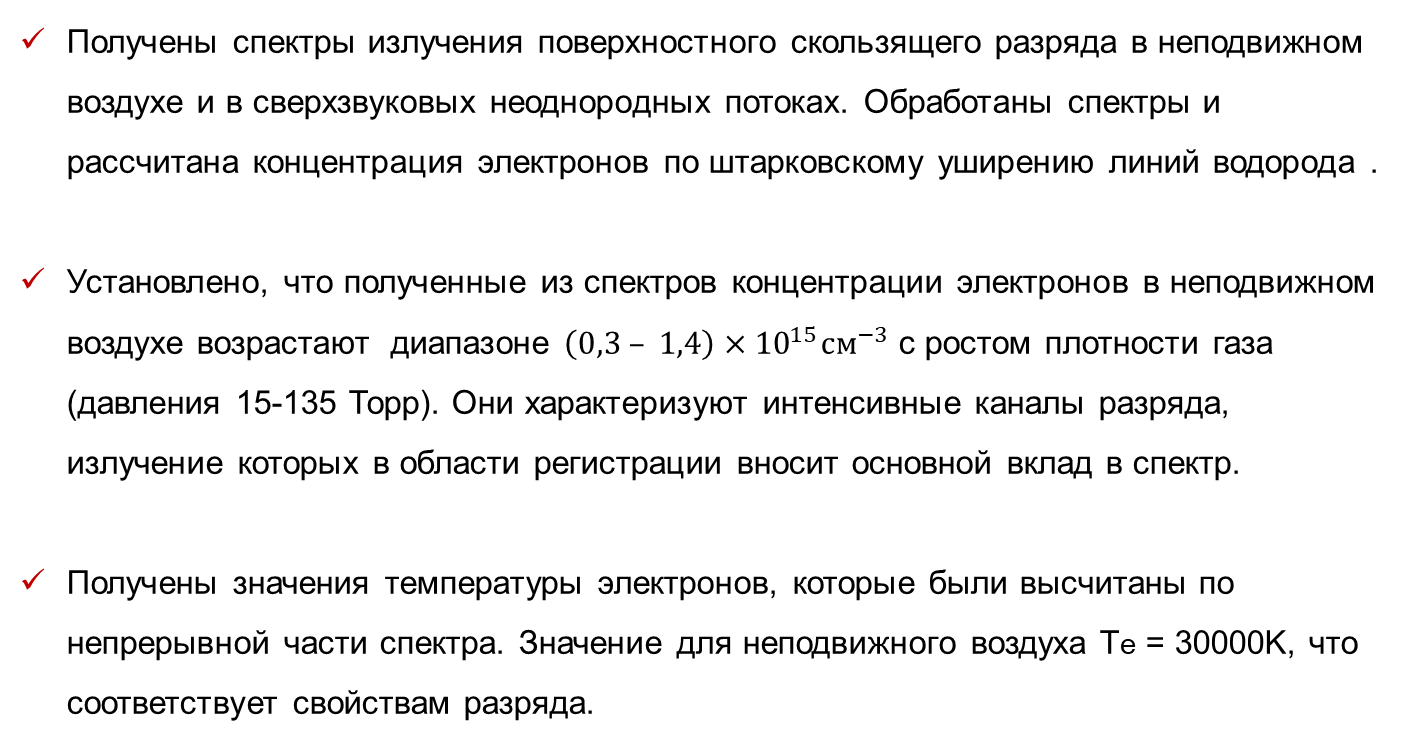 ✓ Получены спектры излучения поверхностного скользящего разряда в неподвижном
воздухе и в сверхзвуковых неоднородных потоках. Обработаны спектры и
рассчитана концентрация электронов по штарковскому уширению линий водорода .
✓ Установлено, что полученные из спектров концентрации электронов в неподвижном
воздухе возрастают диапазоне (0,3 – 1,4) × 10¹⁵ см⁻³ с ростом плотности газа
(давления 15-135 Торр). Они характеризуют интенсивные каналы разряда,
излучение которых в области регистрации вносит основной вклад в спектр.
✓ Получены значения температуры электронов, которые были высчитаны по
непрерывной части спектра. Значение для неподвижного воздуха Te = 30000K, что
соответствует свойствам разряда.